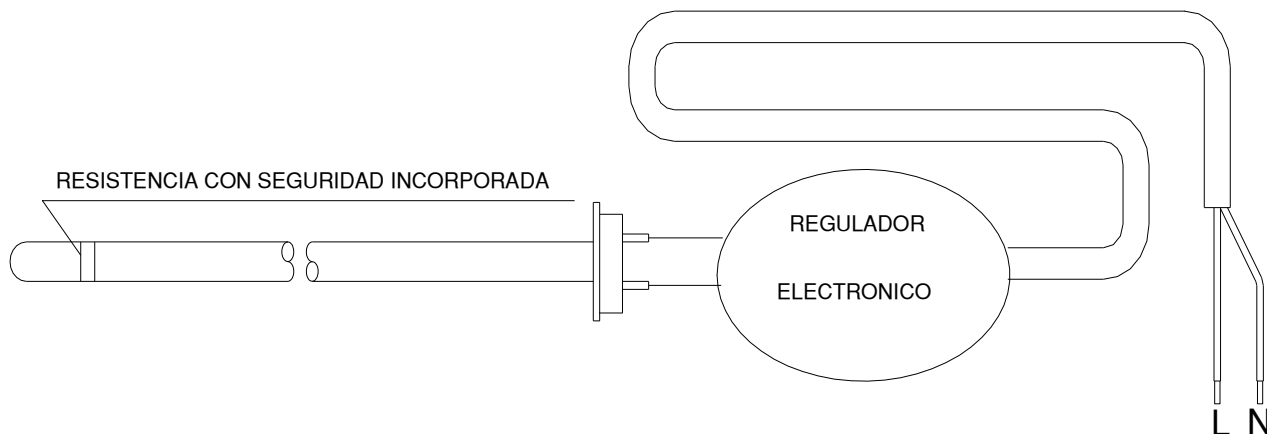 RESISTENCIA CON SEGURIDAD INCORPORADA
REGULADOR
ELECTRONICO
L N